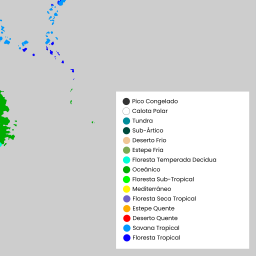 Pico Congelado
Calota Polar
Tundra
Sub-Ártico
Deserto Frio
Estepe Fria
Floresta Temperada Decídua
Oceânico
Floresta Sub-Tropical
Mediterrâneo
Floresta Seca Tropical
Estepe Quente
Deserto Quente
Savana Tropical
Floresta Tropical